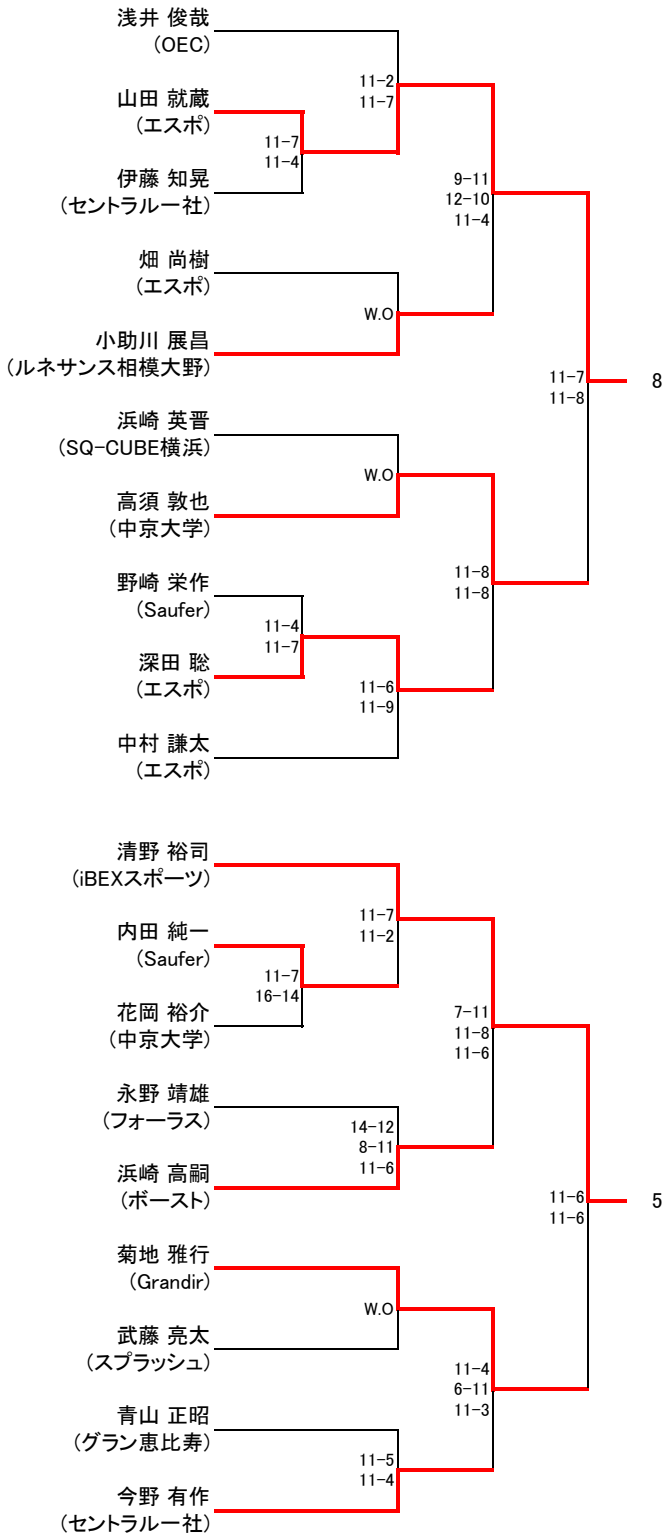 浅井 俊哉
(OEC)
11-2
11-7
山田 就蔵
(エスポ)
11-7
11-4
伊藤 知晃
(セントラル一社)
9-11
12-10
11-4
畑 尚樹
(エスポ)
W.O
小助川 展昌
(ルネサンス相模大野)
11-7
11-8
8
浜崎 英晋
(SQ-CUBE横浜)
W.O
高須 敦也
(中京大学)
11-8
11-8
野崎 栄作
(Saufer)
11-4
11-7
深田 聡
(エスポ)
11-6
11-9
中村 謙太
(エスポ)
清野 裕司
(iBEXスポーツ)
11-7
11-2
内田 純一
(Saufer)
11-7
16-14
花岡 裕介
(中京大学)
7-11
11-8
11-6
永野 靖雄
(フォーラス)
14-12
8-11
11-6
浜崎 高嗣
(ボースト)
11-6
11-6
5
菊地 雅行
(Grandir)
W.O
武藤 亮太
(スプラッシュ)
11-4
6-11
11-3
青山 正昭
(グラン恵比寿)
11-5
11-4
今野 有作
(セントラル一社)